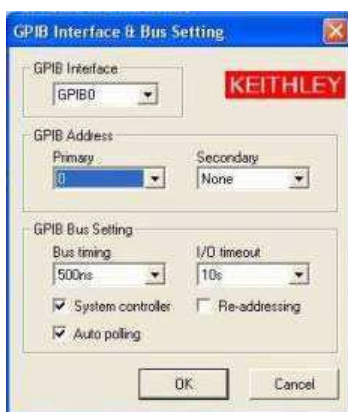 GPIB Interface & Bus Setting
GPIB Interface
GPIB0
KEITHLEY
GPIB Address
Primary
Secondary
0
None
GPIB Bus Setting
Bus timing
I/O timeout
500ns
10s
System controller
Re-addressing
Auto polling
OK
Cancel